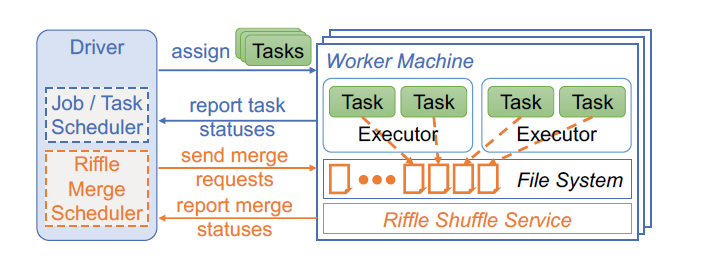 Driver
Job / Task
Scheduler
Riffle
Merge
Scheduler
assign
Tasks
report task
statuses
send merge
requests
report merge
statuses
Worker Machine
Task
Task
Executor
Task
Task
Executor
File System
Riffle Shuffle Service